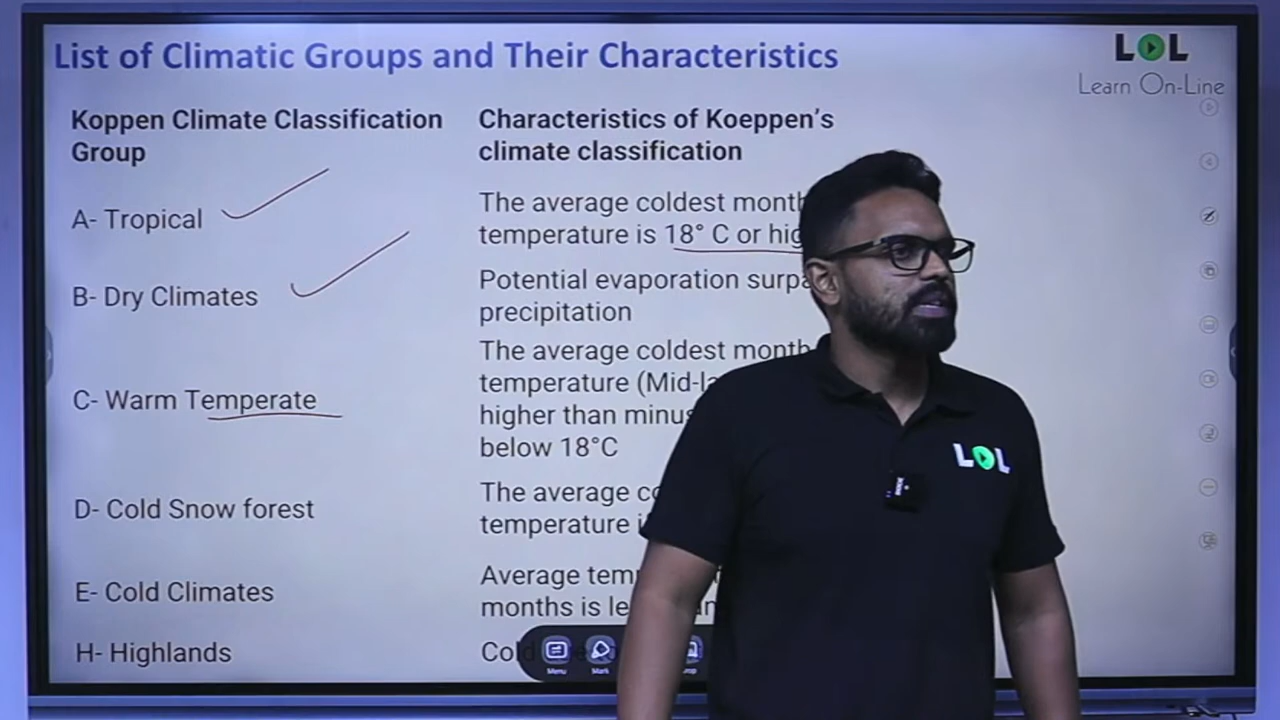 List of Climatic Groups and Their Characteristics
LOL
Learn On-Line
Koppen Climate Classification
Group
Characteristics of Koeppen's
climate classification
A- Tropical
The average coldest month
temperature is 18° C or
B- Dry Climates
Potential evaporation
precipitation
C- Warm Temperate
The average coldest month
temperature
higher than
below 18°C
D- Cold Snow forest
The average
temperature
E- Cold Climates
Average
months is
H- Highlands
Menu
Mark
LOL